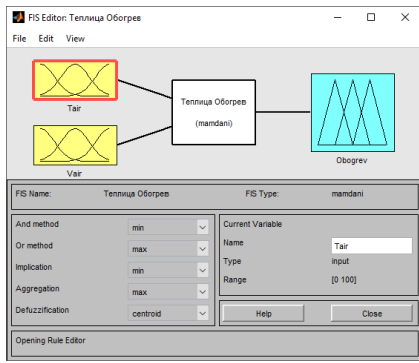 FIS Editor: Теплица Обогрев
File Edit View
Tair
Vair
Теплица Обогрев
(mamdani)
Obogrev
FIS Name: Теплица Обогрев FIS Type: mamdani
And method min
Or method max
Implication min
Aggregation max
Defuzzification centroid
Current Variable
Name Tair
Type input
Range [0 100]
Help Close
Opening Rule Editor